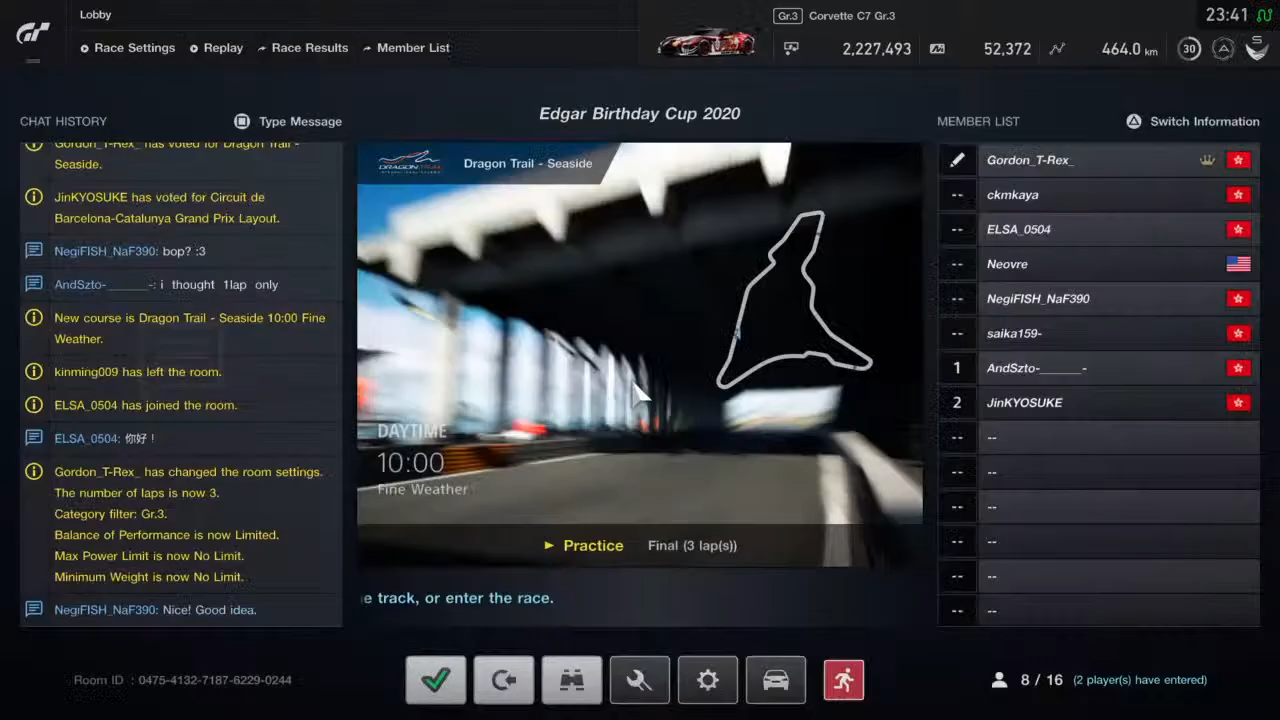 Lobby
Race Settings
Replay
Race Results
Member List
Gr.3 Corvette C7 Gr.3
2,227,493
52,372
464.0 km
30
S
23:41
CHAT HISTORY
Type Message
Gordon_T-Rex_ has voted for Dragon Trail -
Seaside.
JinKYOSUKE has voted for Circuit de
Barcelona-Catalunya Grand Prix Layout.
NegiFISH_NaF390: bop? :3
AndSzto-______-: i thought 1lap only
New course is Dragon Trail - Seaside 10:00 Fine
Weather.
kinming009 has left the room.
ELSA_0504 has joined the room.
ELSA_0504: 你好 !
Gordon_T-Rex_ has changed the room settings.
The number of laps is now 3.
Category filter: Gr.3.
Balance of Performance is now Limited.
Max Power Limit is now No Limit.
Minimum Weight is now No Limit.
NegiFISH_NaF390: Nice! Good idea.
Edgar Birthday Cup 2020
DRAGON TRAIL
Dragon Trail - Seaside
DAYTIME
10:00
Fine Weather
Practice
Final (3 lap(s))
e track, or enter the race.
MEMBER LIST
Switch Information
Gordon_T-Rex_
-- ckmkaya
-- ELSA_0504
-- Neovre
-- NegiFISH_NaF390
-- saika159-
1 AndSzto-______-
2 JinKYOSUKE
-- --
-- --
-- --
-- --
-- --
-- --
Room ID : 0475-4132-7187-6229-0244
8 / 16 (2 player(s) have entered)